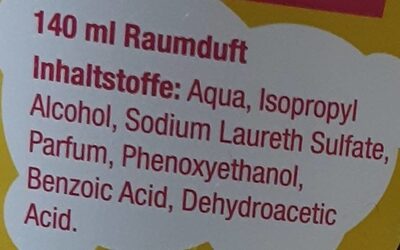 140 ml Raumduft
Inhaltstoffe: Aqua, Isopropyl
Alcohol, Sodium Laureth Sulfate,
Parfum, Phenoxyethanol,
Benzoic Acid, Dehydroacetic
Acid.